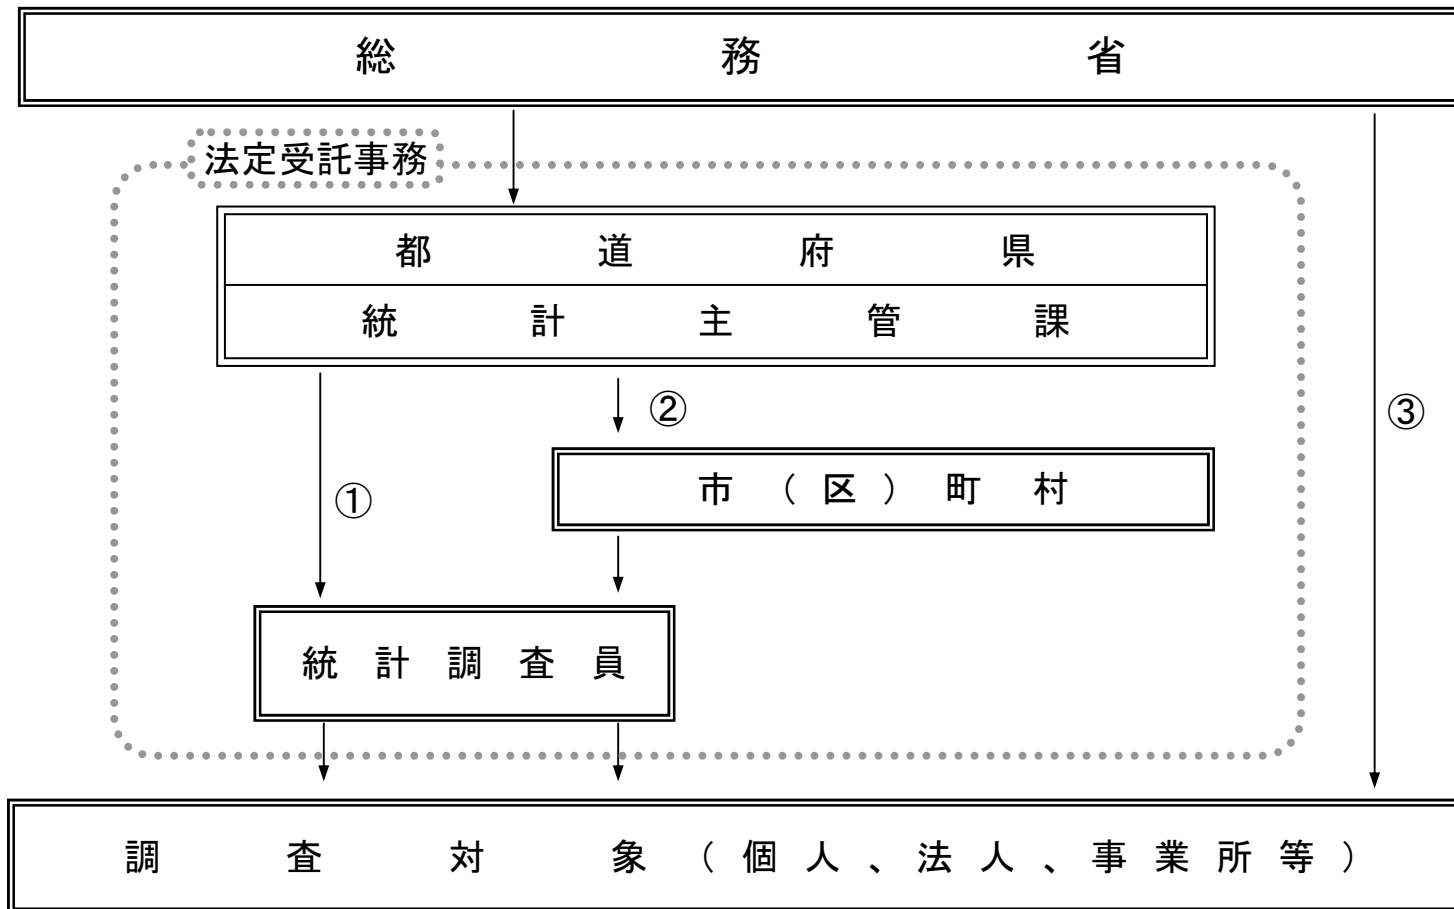 総務省
法定受託事務
都道府県
統計主管課
②
③
市(区)町村
①
統計調査員
調査対象(個人、法人、事業所等)